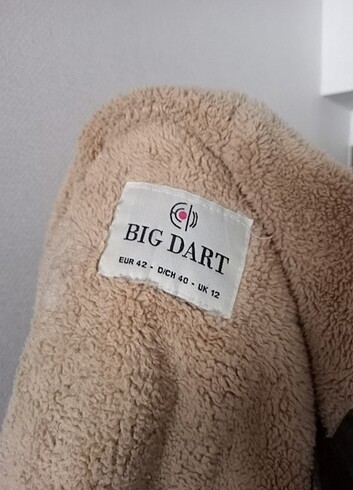 BIG DART
EUR 42 - D/CH 40 - UK 12